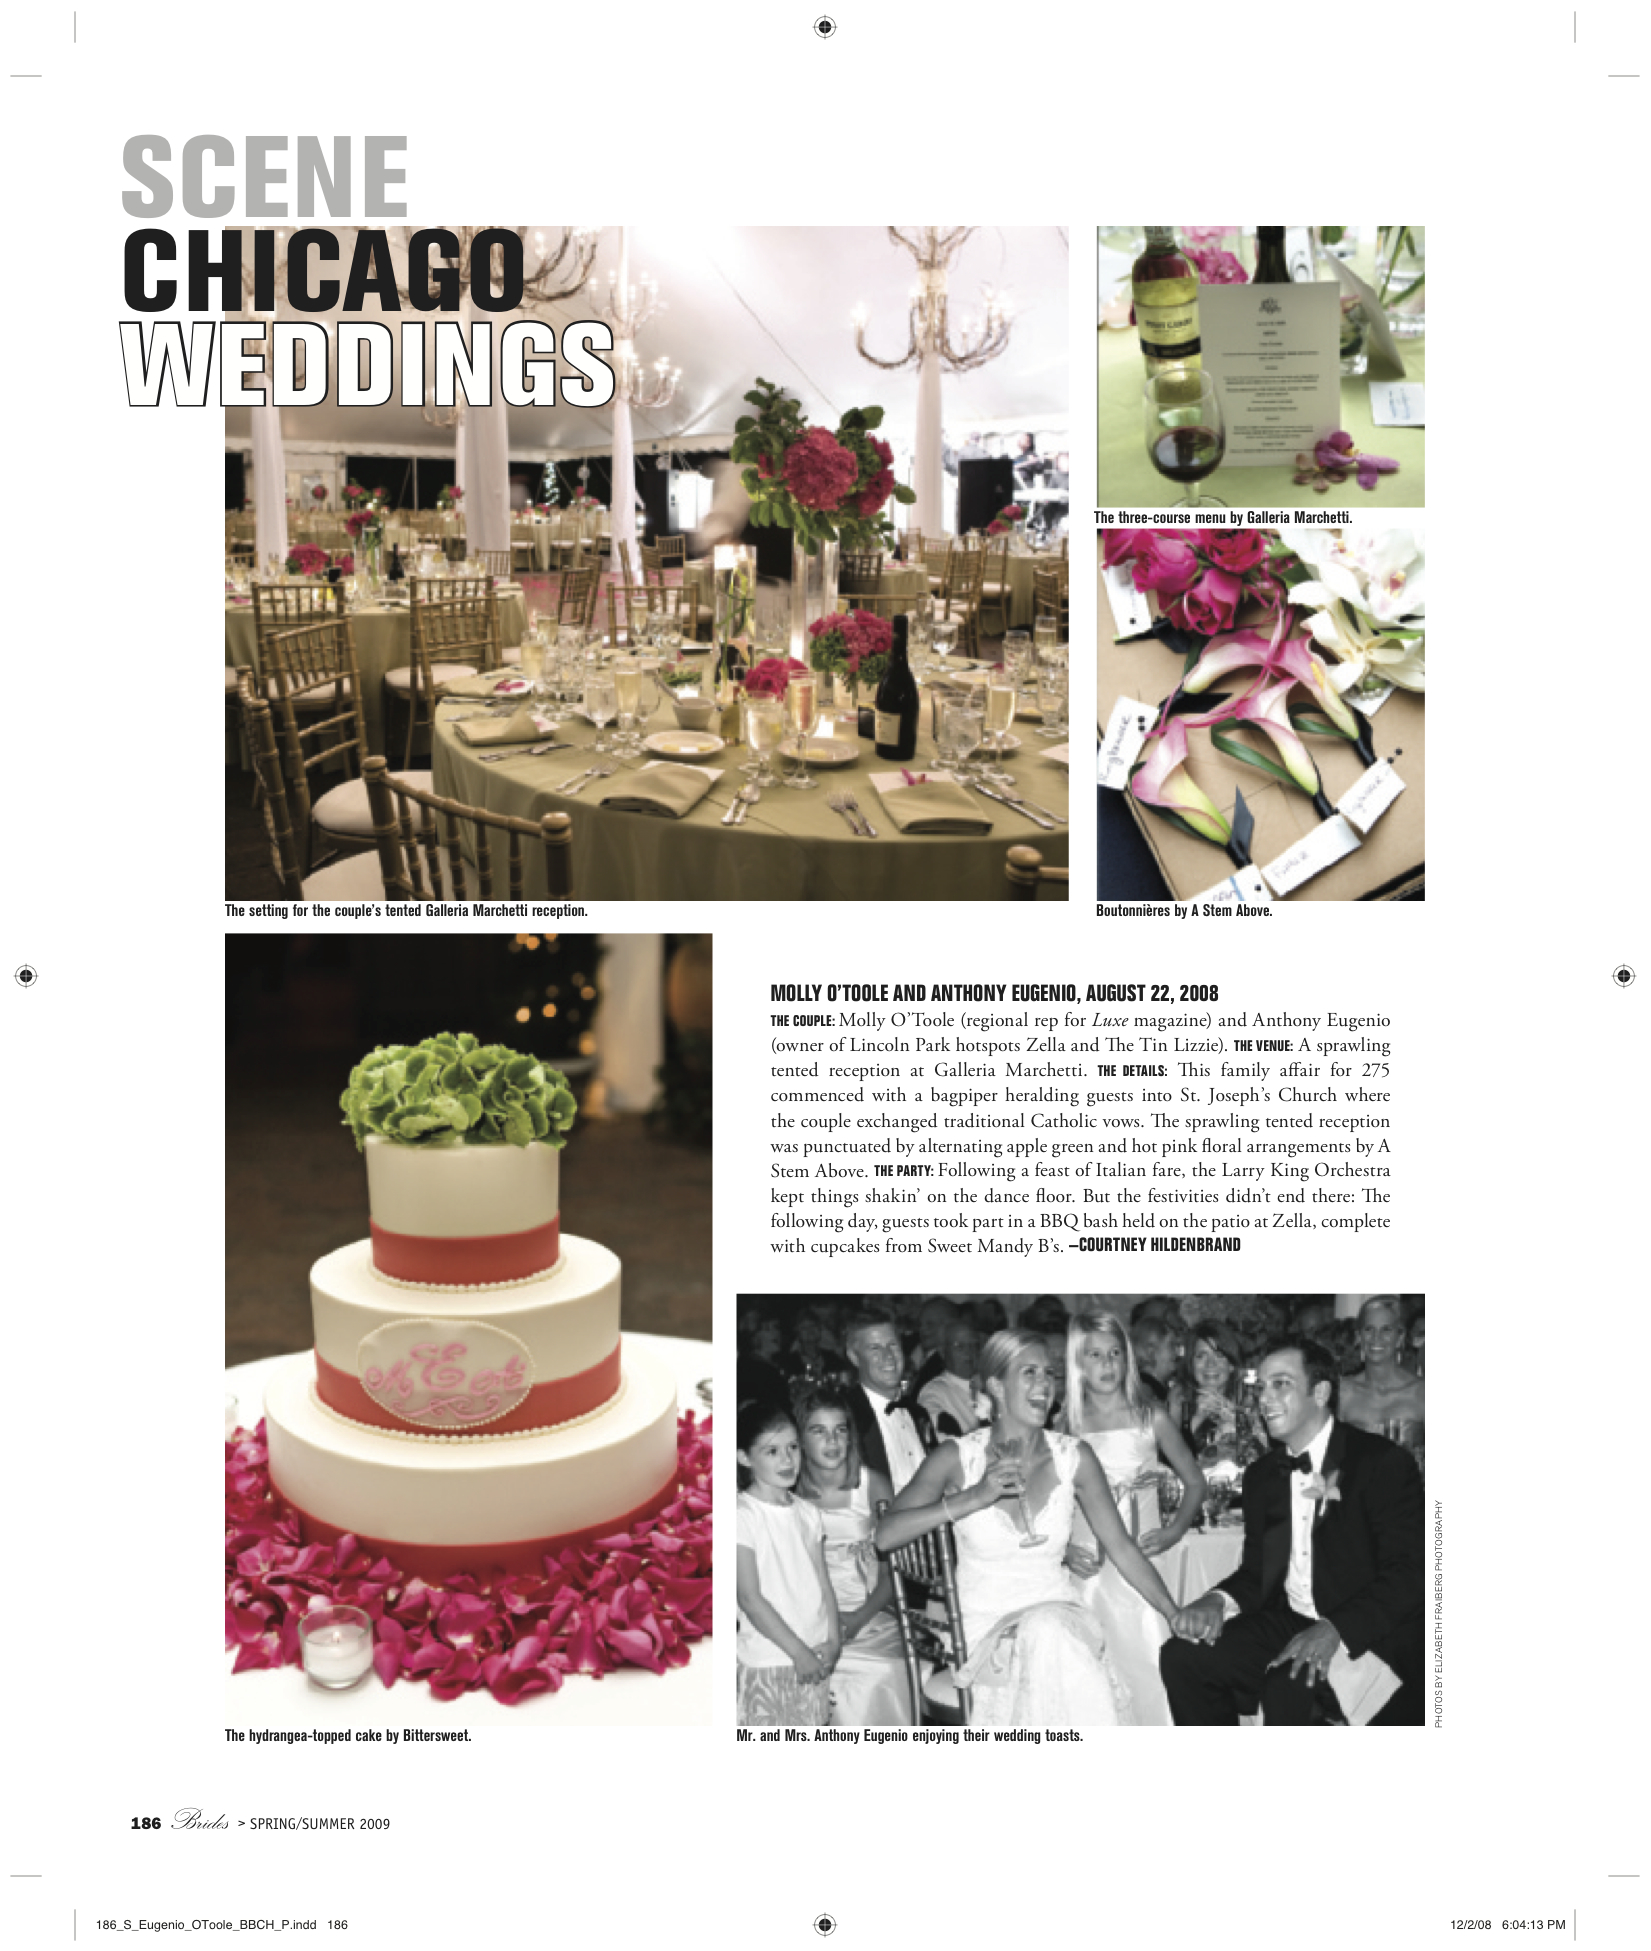 SCENE
CHICAGO
WEDDINGS
The three-course menu by Galleria Marchetti.
The setting for the couple's tented Galleria Marchetti reception.
Boutonnières by A Stem Above.
MOLLY O'TOOLE AND ANTHONY EUGENIO, AUGUST 22, 2008
THE COUPLE: Molly O'Toole (regional rep for Luxe magazine) and Anthony Eugenio
(owner of Lincoln Park hotspots Zella and The Tin Lizzie). THE VENUE: A sprawling
tented reception at Galleria Marchetti. THE DETAILS: This family affair for 275
commenced with a bagpiper heralding guests into St. Joseph's Church where
the couple exchanged traditional Catholic vows. The sprawling tented reception
was punctuated by alternating apple green and hot pink floral arrangements by A
Stem Above. THE PARTY: Following a feast of Italian fare, the Larry King Orchestra
kept things shakin' on the dance floor. But the festivities didn't end there: The
following day, guests took part in a BBQ bash held on the patio at Zella, complete
with cupcakes from Sweet Mandy B's. —COURTNEY HILDENBRAND
PHOTOS BY ELIZABETH FRAIBERG PHOTOGRAPHY
The hydrangea-topped cake by Bittersweet.
Mr. and Mrs. Anthony Eugenio enjoying their wedding toasts.
186 Brides > SPRING/SUMMER 2009
186_S_Eugenio_OToole_BBCH_P.indd 186
12/2/08 6:04:13 PM